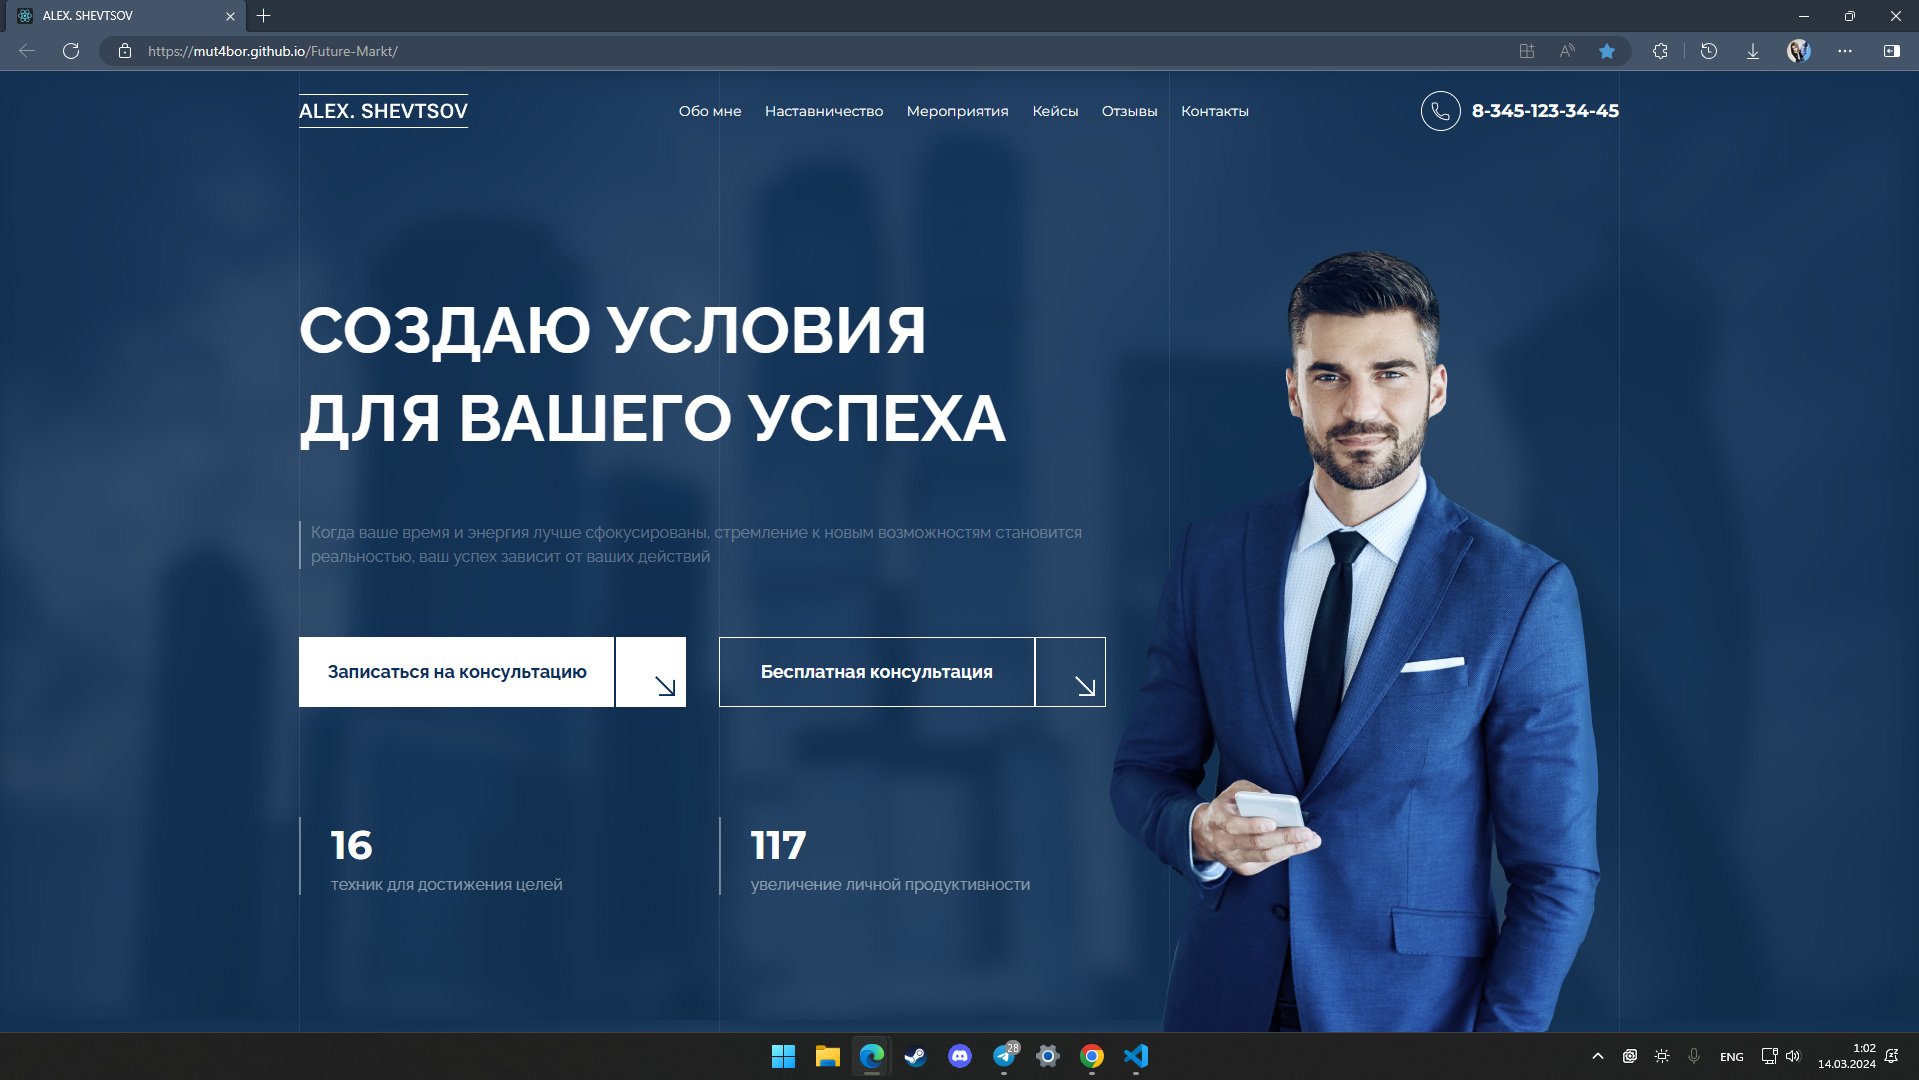 ALEX. SHEVTSOV
https://mut4bor.github.io/Future-Markt/
ALEX. SHEVTSOV
Обо мне Наставничество Мероприятия Кейсы Отзывы Контакты
8-345-123-34-45
СОЗДАЮ УСЛОВИЯ
ДЛЯ ВАШЕГО УСПЕХА
Когда ваше время и энергия лучше сфокусированы, стремление к новым возможностям становится
реальностью, ваш успех зависит от ваших действий
Записаться на консультацию
Бесплатная консультация
16
техник для достижения целей
117
увеличение личной продуктивности
28
ENG
1:02
14.03.2024